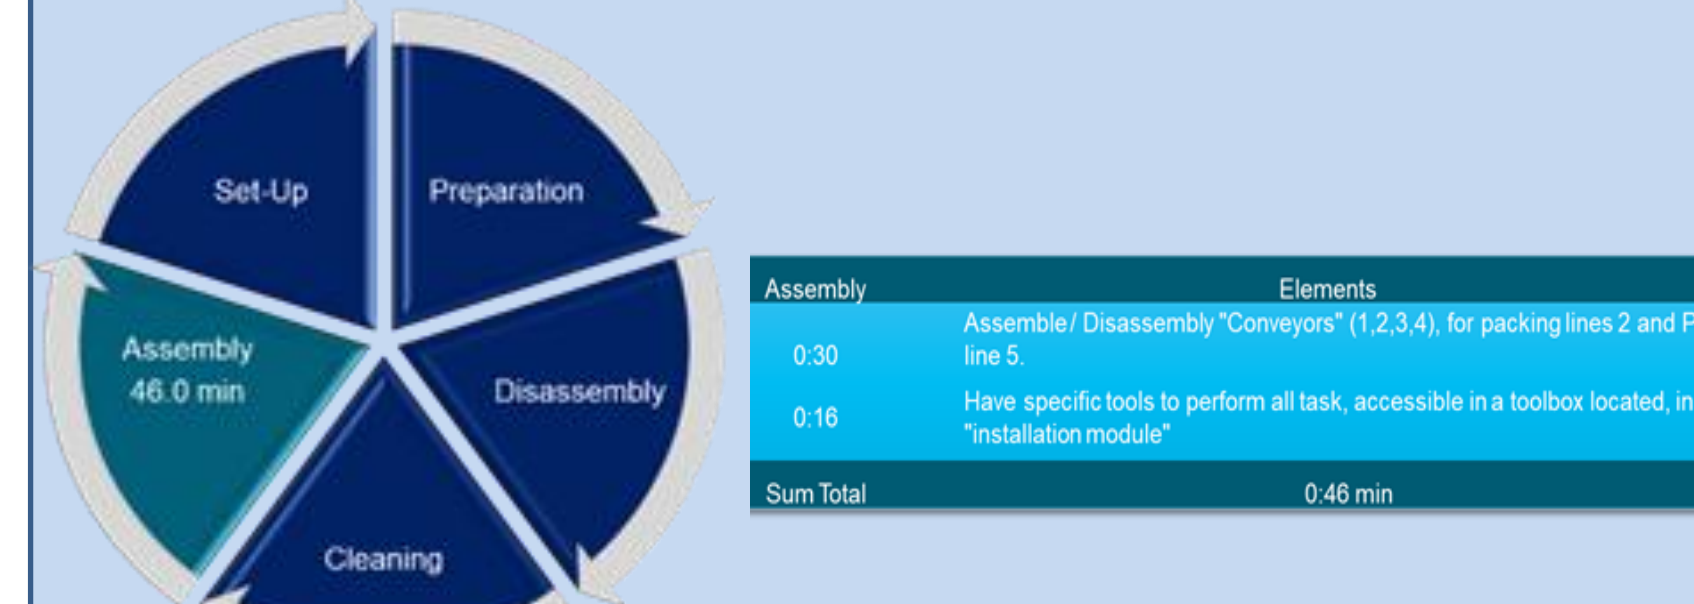 Set-Up
Preparation
Assembly
46.0 min
Disassembly
Cleaning
Assembly Elements
0:30 Assemble / Disassembly "Conveyors" (1,2,3,4), for packing lines 2 and P
line 5.
0:16 Have specific tools to perform all task, accessible in a toolbox located, in
"installation module"
Sum Total 0:46 min